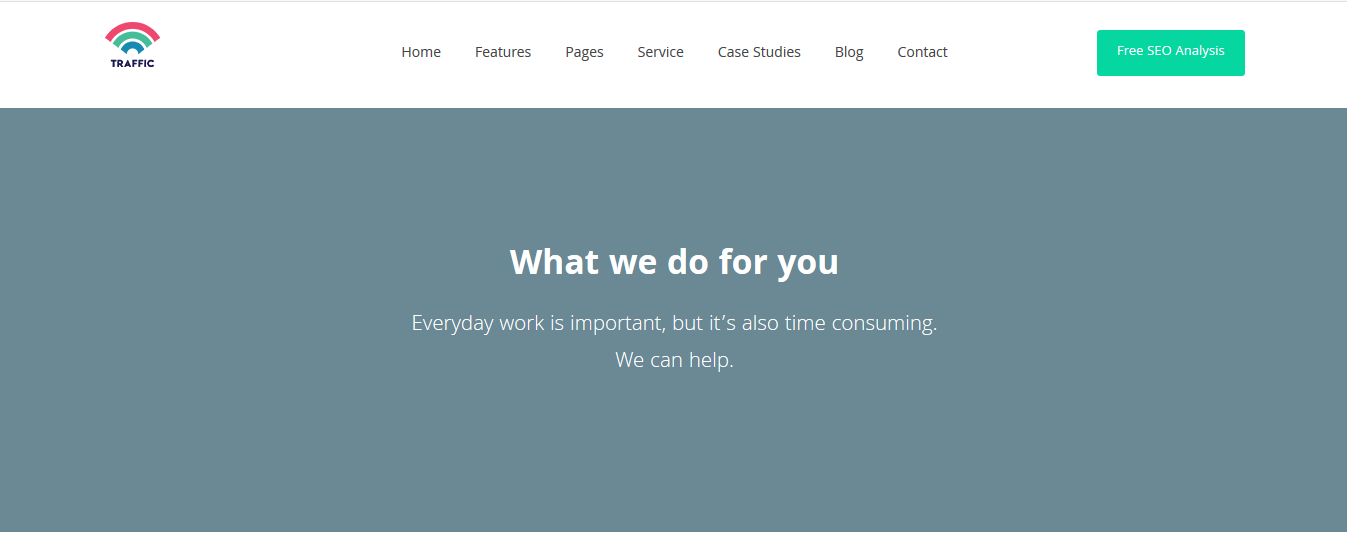 TRAFFIC
Home Features Pages Service Case Studies Blog Contact
Free SEO Analysis
What we do for you
Everyday work is important, but it’s also time consuming.
We can help.